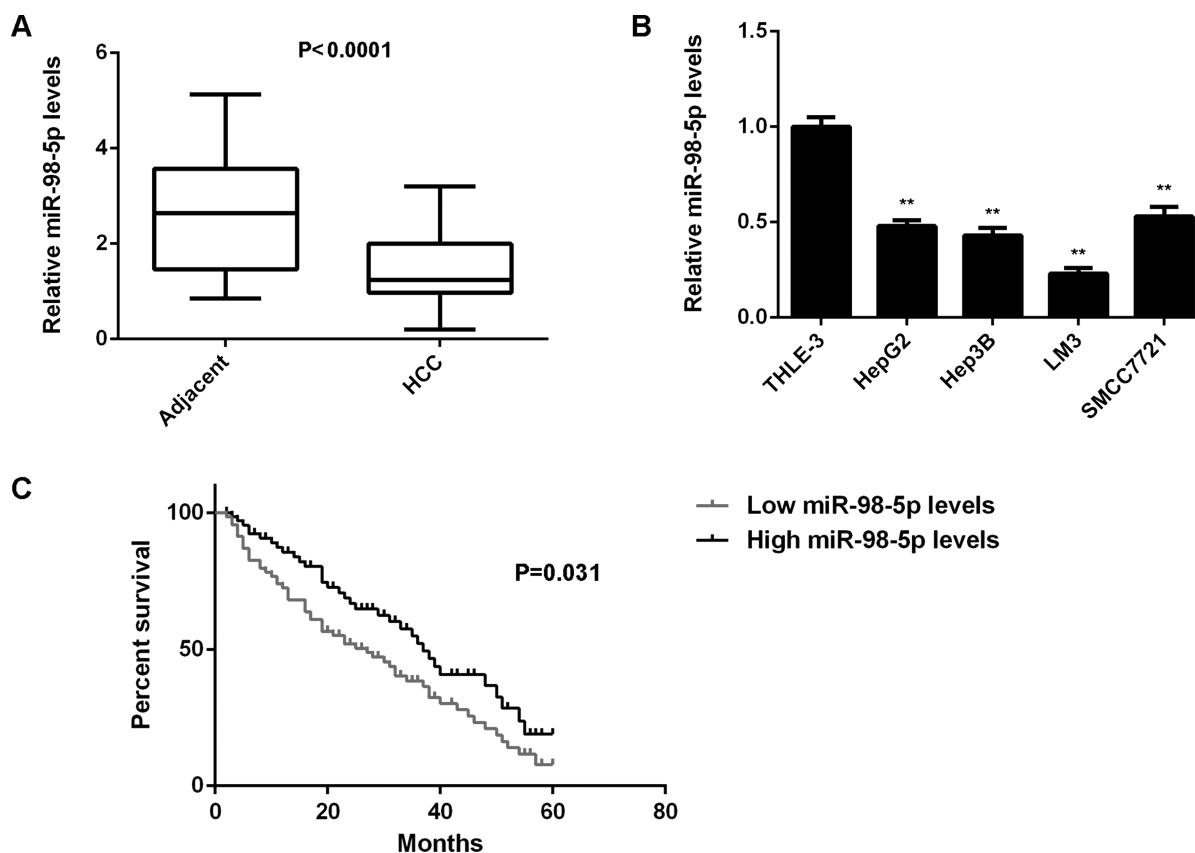 A
P<0.0001
Relative miR-98-5p levels
6
4
2
0
Adjacent
HCC
B
Relative miR-98-5p levels
1.5
1.0
0.5
0.0
**
**
**
**
THLE-3
HepG2
Hep3B
LM3
SMCC7721
C
Percent survival
100
50
0
0
20
40
60
80
Months
P=0.031
Low miR-98-5p levels
High miR-98-5p levels